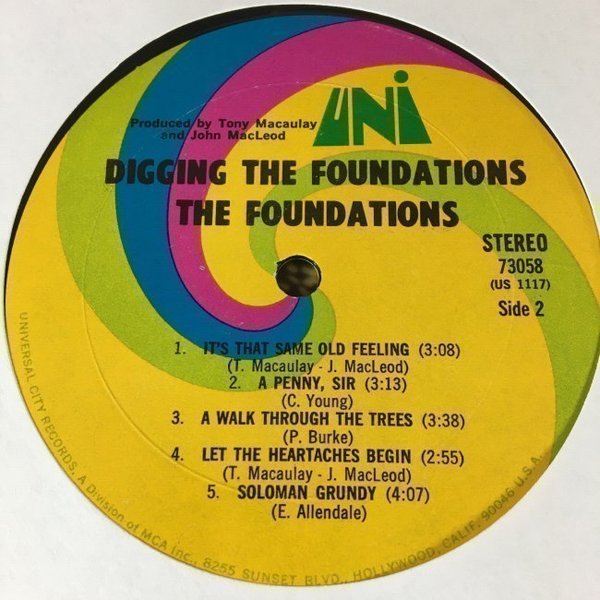 Produced by Tony Macaulay
and John MacLeod
UNI
DIGGING THE FOUNDATIONS
THE FOUNDATIONS
STEREO
73058
(US 1117)
Side 2
1. IT'S THAT SAME OLD FEELING (3:08)
(T. Macaulay - J. MacLeod)
2. A PENNY, SIR (3:13)
(C. Young)
3. A WALK THROUGH THE TREES (3:38)
(P. Burke)
4. LET THE HEARTACHES BEGIN (2:55)
(T. Macaulay - J. MacLeod)
5. SOLOMAN GRUNDY (4:07)
(E. Allendale)
UNIVERSAL CITY RECORDS, A Division of MCA Inc., 8255 SUNSET BLVD., HOLLYWOOD, CALIF. 90046 U.S.A.